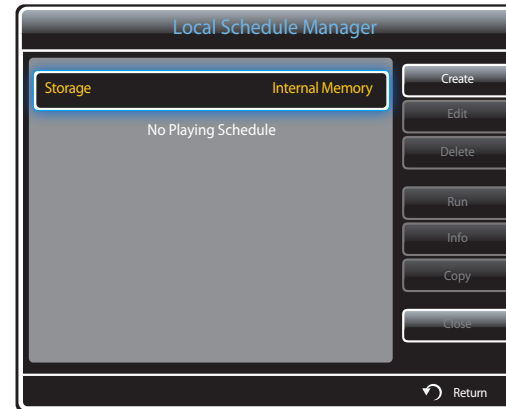 Local Schedule Manager
Storage Internal Memory
No Playing Schedule
Create
Edit
Delete
Run
Info
Copy
Close
Return